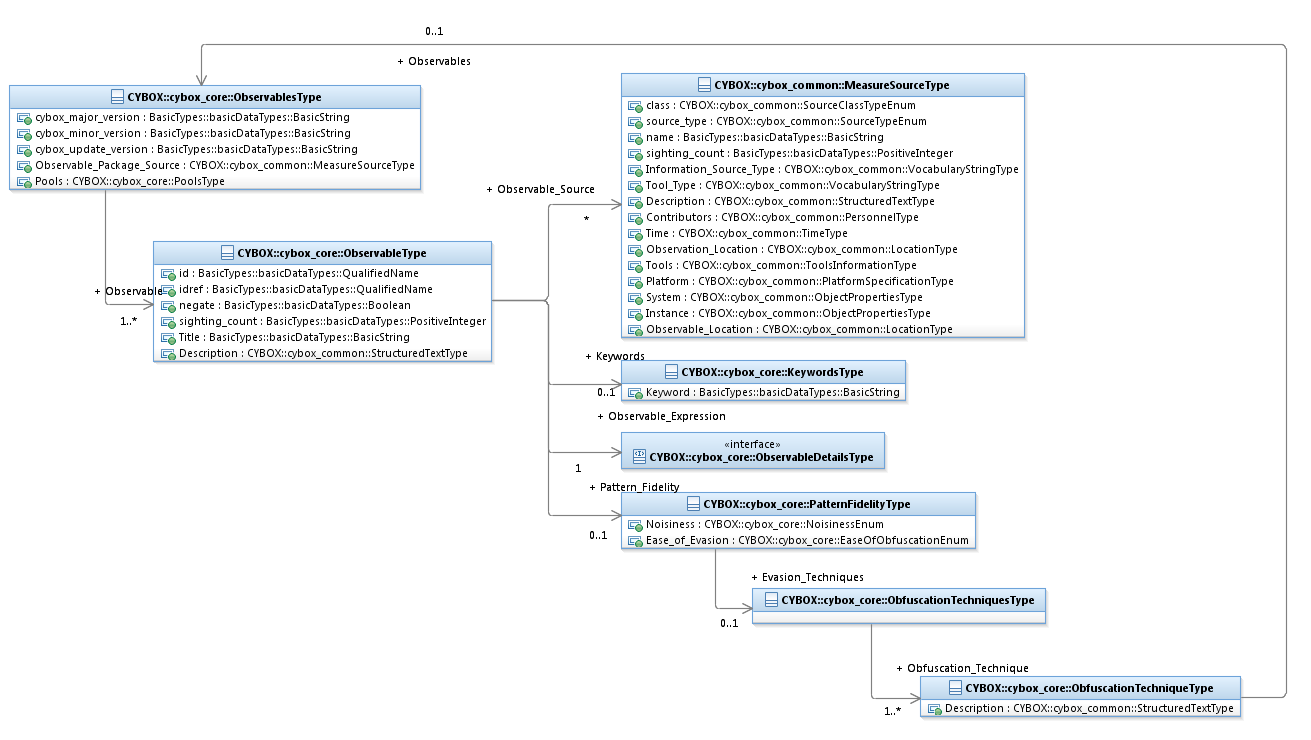 0..1
+ Observables
CYBOX::cybox_core::ObservablesType
cybox_major_version : BasicTypes::basicDataTypes::BasicString
cybox_minor_version : BasicTypes::basicDataTypes::BasicString
cybox_update_version : BasicTypes::basicDataTypes::BasicString
Observable_Package_Source : CYBOX::cybox_common::MeasureSourceType
Pools : CYBOX::cybox_core::PoolsType
CYBOX::cybox_common::MeasureSourceType
class : CYBOX::cybox_common::SourceClassTypeEnum
source_type : CYBOX::cybox_common::SourceTypeEnum
name : BasicTypes::basicDataTypes::BasicString
sighting_count : BasicTypes::basicDataTypes::PositiveInteger
Information_Source_Type : CYBOX::cybox_common::VocabularyStringType
Tool_Type : CYBOX::cybox_common::VocabularyStringType
Description : CYBOX::cybox_common::StructuredTextType
Contributors : CYBOX::cybox_common::PersonnelType
Time : CYBOX::cybox_common::TimeType
Observation_Location : CYBOX::cybox_common::LocationType
Tools : CYBOX::cybox_common::ToolsInformationType
Platform : CYBOX::cybox_common::PlatformSpecificationType
System : CYBOX::cybox_common::ObjectPropertiesType
Instance : CYBOX::cybox_common::ObjectPropertiesType
Observable_Location : CYBOX::cybox_common::LocationType
+ Observable_Source
*
+ Observable
1..*
CYBOX::cybox_core::ObservableType
id : BasicTypes::basicDataTypes::QualifiedName
idref : BasicTypes::basicDataTypes::QualifiedName
negate : BasicTypes::basicDataTypes::Boolean
sighting_count : BasicTypes::basicDataTypes::PositiveInteger
Title : BasicTypes::basicDataTypes::BasicString
Description : CYBOX::cybox_common::StructuredTextType
+ Keywords
0..1
CYBOX::cybox_core::KeywordsType
Keyword : BasicTypes::basicDataTypes::BasicString
+ Observable_Expression
1
«interface»
CYBOX::cybox_core::ObservableDetailsType
+ Pattern_Fidelity
0..1
CYBOX::cybox_core::PatternFidelityType
Noisiness : CYBOX::cybox_core::NoisinessEnum
Ease_of_Evasion : CYBOX::cybox_core::EaseOfObfuscationEnum
+ Evasion_Techniques
0..1
CYBOX::cybox_core::ObfuscationTechniquesType
+ Obfuscation_Technique
1..*
CYBOX::cybox_core::ObfuscationTechniqueType
Description : CYBOX::cybox_common::StructuredTextType